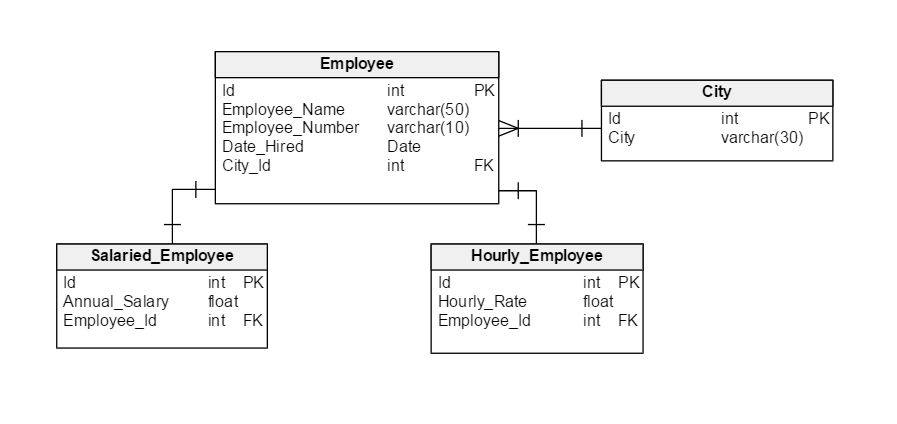 Employee
Id int PK
Employee_Name varchar(50)
Employee_Number varchar(10)
Date_Hired Date
City_Id int FK
City
Id int PK
City varchar(30)
Salaried_Employee
Id int PK
Annual_Salary float
Employee_Id int FK
Hourly_Employee
Id int PK
Hourly_Rate float
Employee_Id int FK